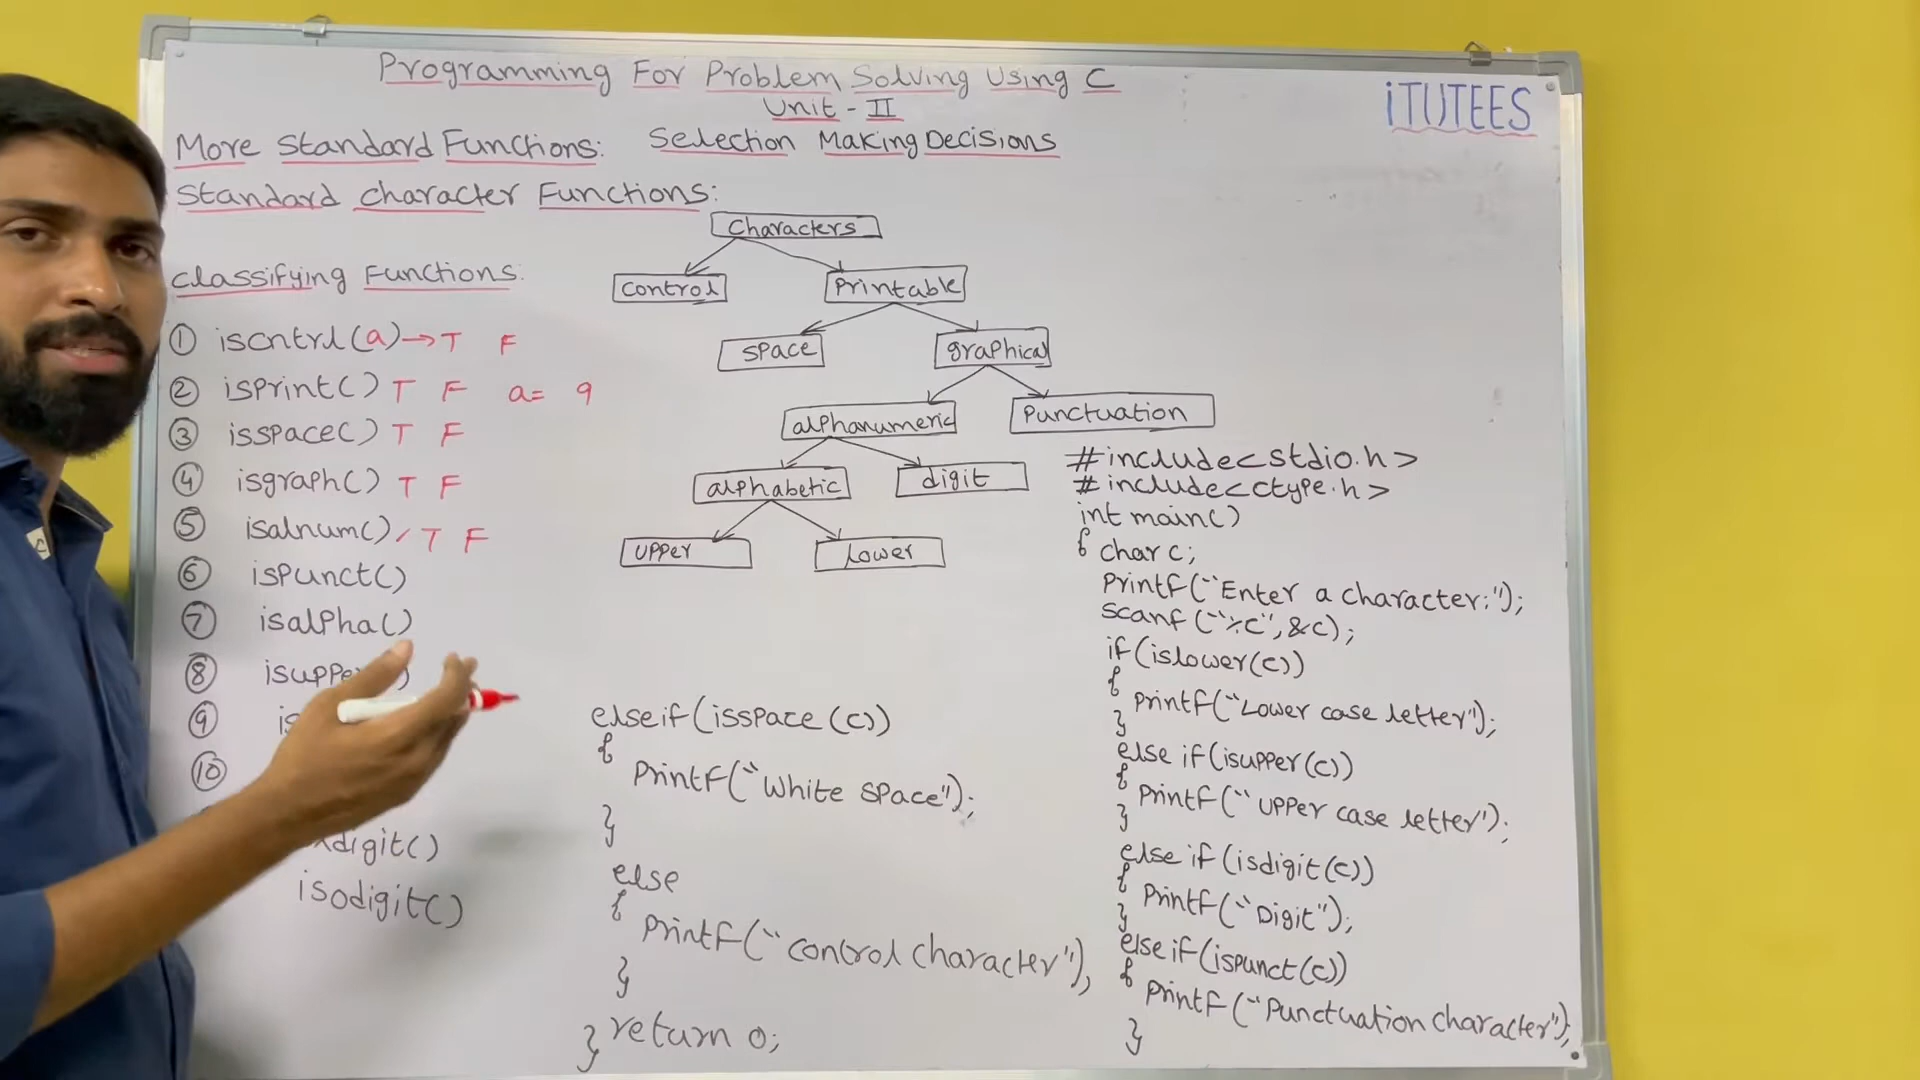 Programming For Problem Solving Using C
Unit - II
iTUTEES
More Standard Functions: Selection Making Decisions
Standard character Functions:
Classifying Functions:
① iscntrl(a)→T F
② isprint() T F a= 9
③ isspace() T F
④ isgraph() T F
⑤ isalnum() T F
⑥ ispunct()
⑦ isalpha()
⑧
⑨
⑩
isodigit()
Characters
Control Printable
Space graphical
alphanumeric Punctuation
alphabetic digit
Upper Lower
#include<stdio.h>
#include<ctype.h>
int main()
{ char c;
printf("Enter a character:");
scanf("%c",&c);
if(islower(c))
{
printf("Lower case letter");
}
else if(isupper(c))
{
printf("Upper case letter");
}
else if(isdigit(c))
{
printf("Digit");
}
else if(ispunct(c))
{
printf("Punctuation character");
}
elseif(isspace(c))
{
printf("White space");
}
else
{
printf("control character"),
}
return 0;
}